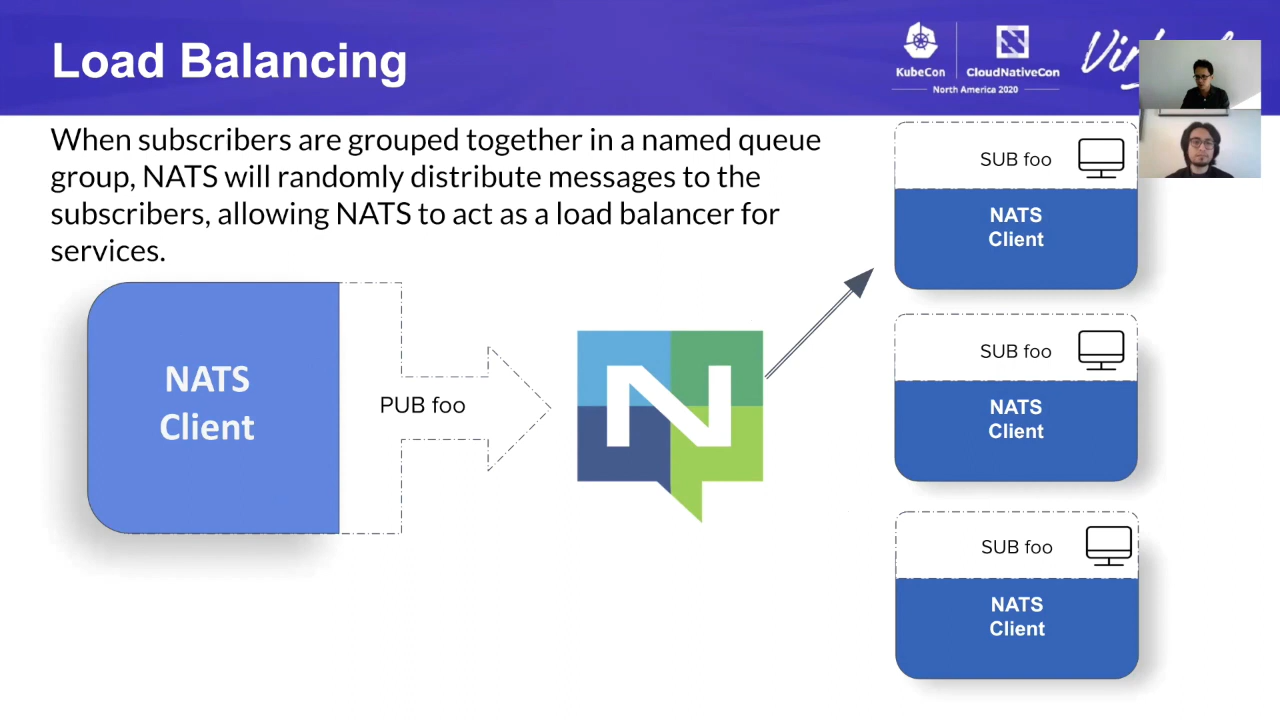 Load Balancing
KubeCon
CloudNativeCon
North America 2020
When subscribers are grouped together in a named queue
group, NATS will randomly distribute messages to the
subscribers, allowing NATS to act as a load balancer for
services.
NATS
Client
PUB foo
N
SUB foo
NATS
Client
SUB foo
NATS
Client
SUB foo
NATS
Client